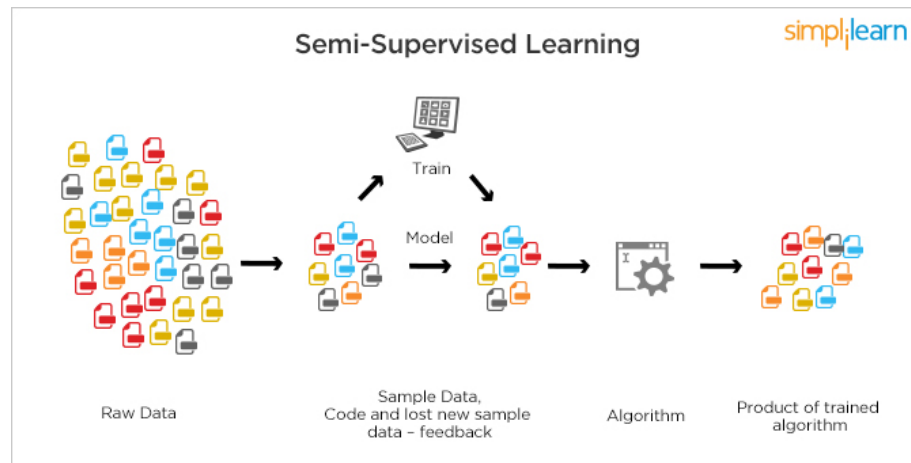 Semi-Supervised Learning
simplilearn
Train
Model
Raw Data
Sample Data,
Code and lost new sample
data – feedback
Algorithm
Product of trained
algorithm